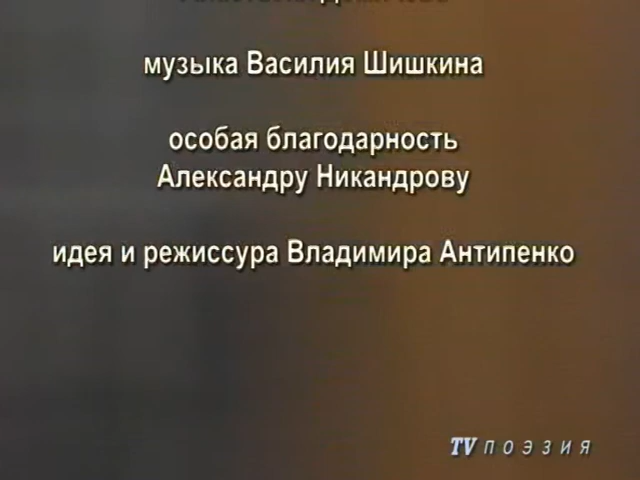 музыка Василия Шишкина
особая благодарность
Александру Никандрову
идея и режиссура Владимира Антипенко
TV поэзия